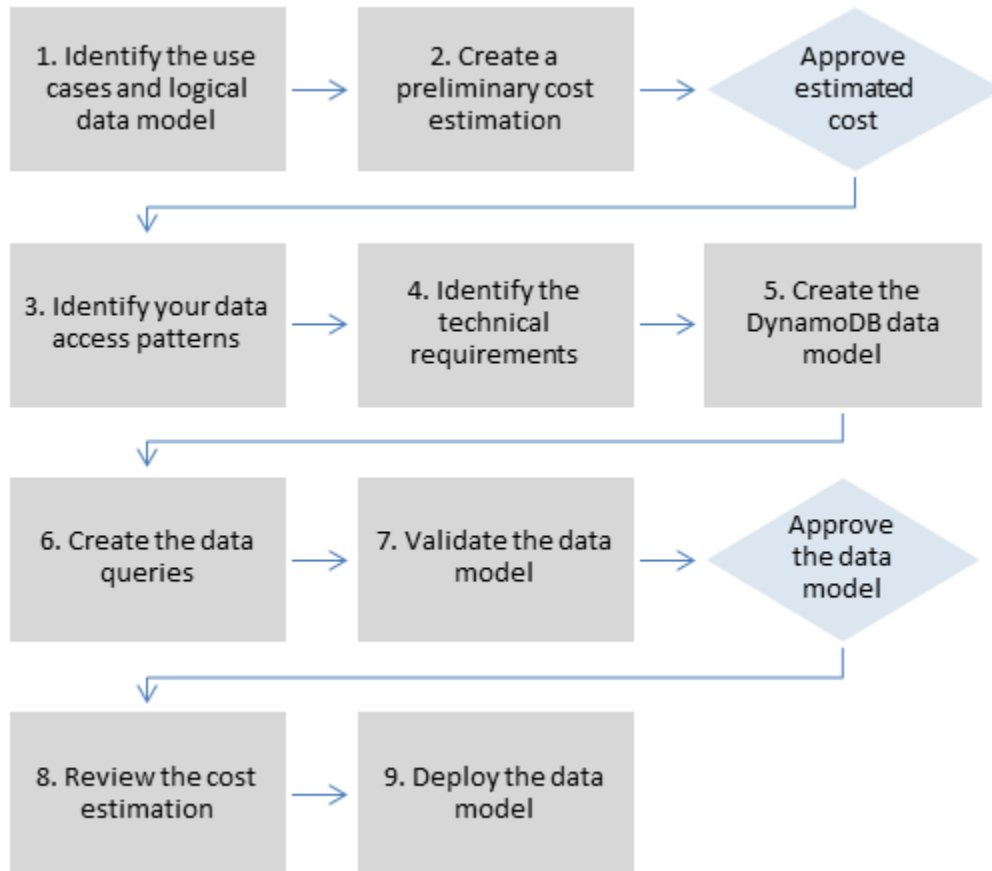 1. Identify the use
cases and logical
data model
2. Create a
preliminary cost
estimation
Approve
estimated
cost
3. Identify your data
access patterns
4. Identify the
technical
requirements
5. Create the
DynamoDB data
model
6. Create the data
queries
7. Validate the data
model
Approve
the data
model
8. Review the cost
estimation
9. Deploy the data
model